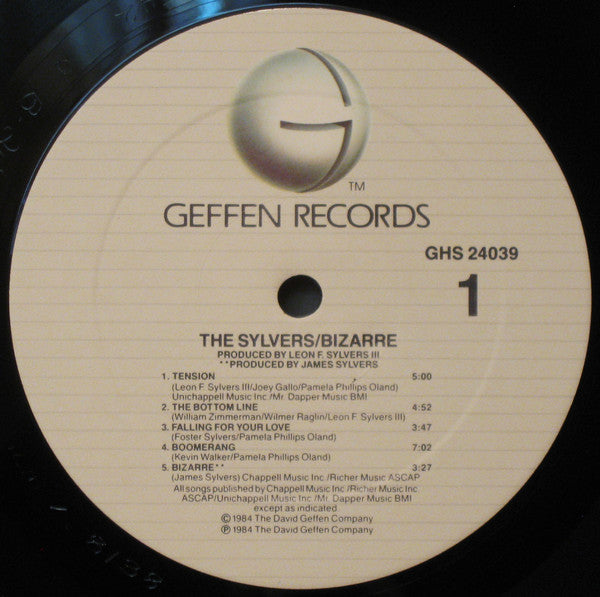 TM
GEFFEN RECORDS
GHS 24039
1
THE SYLVERS/BIZARRE
PRODUCED BY LEON F. SYLVERS III
**PRODUCED BY JAMES SYLVERS
1. TENSION 5:00
(Leon F. Sylvers III/Joey Gallo/Pamela Phillips Oland)
Unichappell Music Inc./Mr. Dapper Music BMI
2. THE BOTTOM LINE 4:52
(William Zimmerman/Wilmer Raglin/Leon F. Sylvers III)
3. FALLING FOR YOUR LOVE 3:47
(Foster Sylvers/Pamela Phillips Oland)
4. BOOMERANG 7:02
(Kevin Walker/Pamela Phillips Oland)
5. BIZARRE** 3:27
(James Sylvers) Chappell Music Inc./Richer Music ASCAP
All songs published by Chappell Music Inc./Richer Music Inc
ASCAP/Unichappell Music Inc./Mr. Dapper Music BMI
except as indicated.
© 1984 The David Geffen Company
℗ 1984 The David Geffen Company